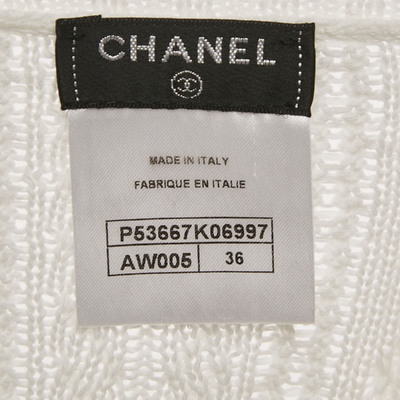 CHANEL
MADE IN ITALY
FABRIQUE EN ITALIE
P53667K06997
AW005 36